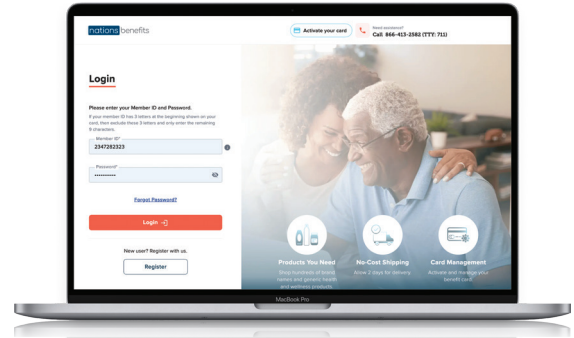 nations benefits
Activate your card
Need assistance?
Call 866-413-2582 (TTY: 711)
Login
Please enter your Member ID and Password.
If your member ID has 3 letters at the beginning shown on your
card, then exclude those 3 letters and only enter the remaining
9 characters.
Member ID*
2347282323
Password*
••••••••••
Forgot Password?
Login
New user? Register with us.
Register
Products You Need
Shop hundreds of brand
names and generic health
and wellness products
No-Cost Shipping
Allow 2 days for delivery
Card Management
Activate and manage your
benefit card
MacBook Pro